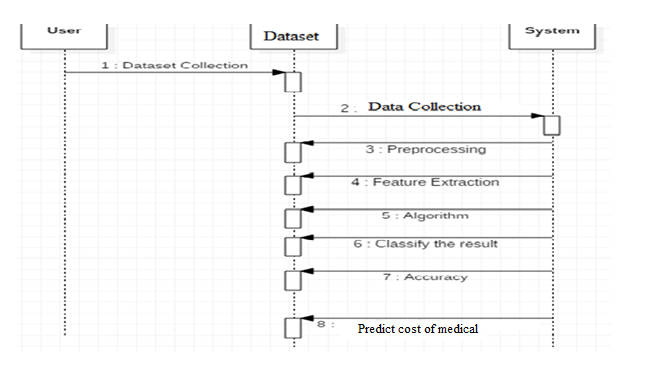 User
Dataset
System
1 : Dataset Collection
2 : Data Collection
3 : Preprocessing
4 : Feature Extraction
5 : Algorithm
6 : Classify the result
7 : Accuracy
8 : Predict cost of medical